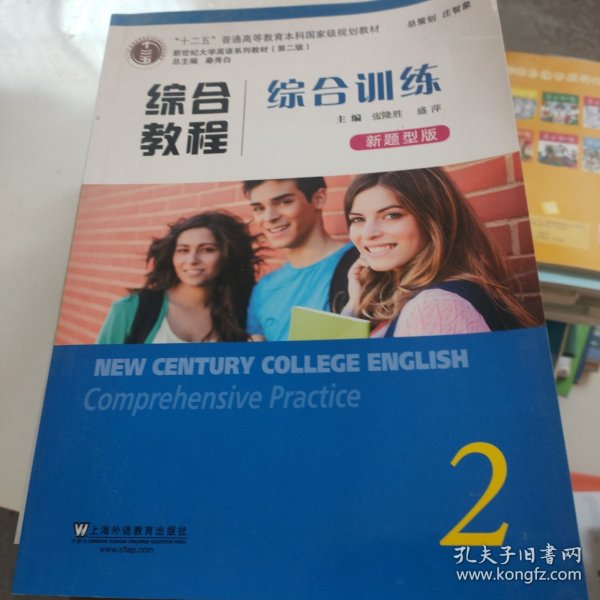 "十二五"普通高等教育本科国家级规划教材
总策划 庄智象
新世纪大学英语系列教材(第二版)
总主编 秦秀白
综合
教程
综合训练
主编 张隆胜 盛萍
新题型版
NEW CENTURY COLLEGE ENGLISH
Comprehensive Practice
2
W 上海外语教育出版社
www.sflep.com
孔夫子旧书网
www.kongfz.com